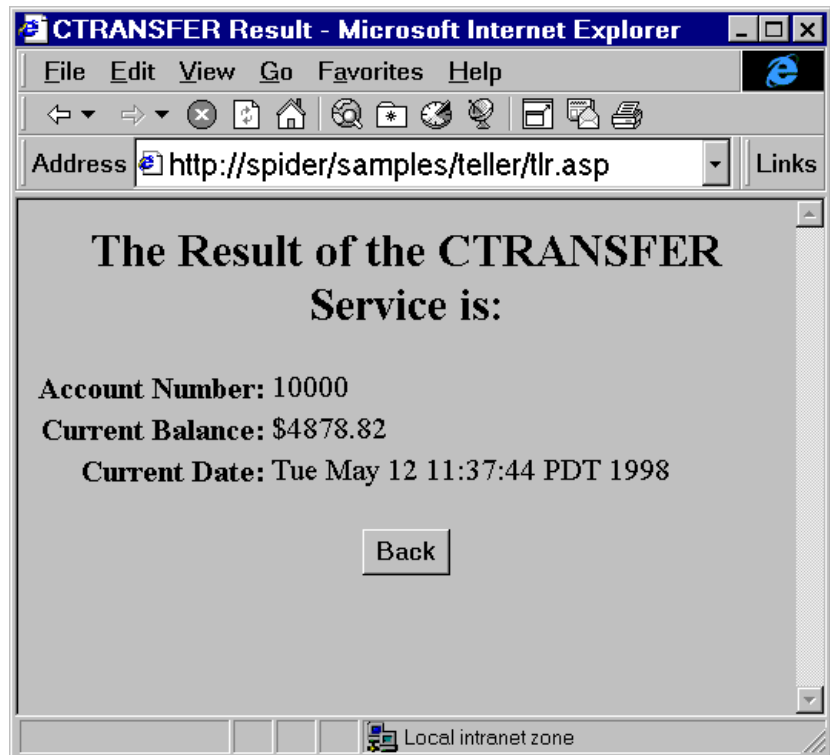 CTRANSFER Result - Microsoft Internet Explorer
File Edit View Go Favorites Help
Address http://spider/samples/teller/tlr.asp Links
The Result of the CTRANSFER
Service is:
Account Number: 10000
Current Balance: $4878.82
Current Date: Tue May 12 11:37:44 PDT 1998
Back
Local intranet zone